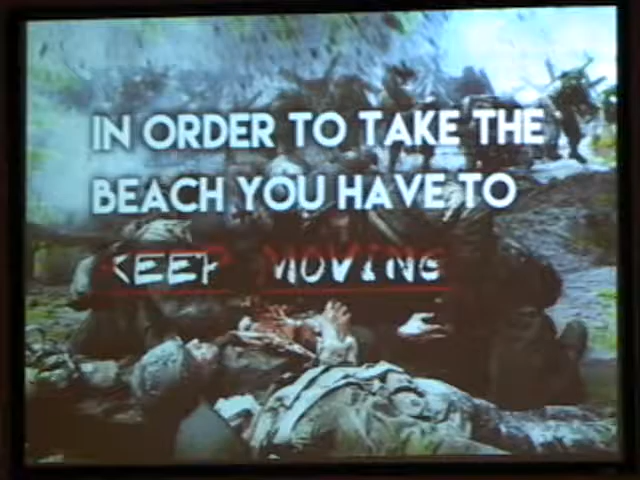 IN ORDER TO TAKE THE
BEACH YOU HAVE TO
KEEP MOVING